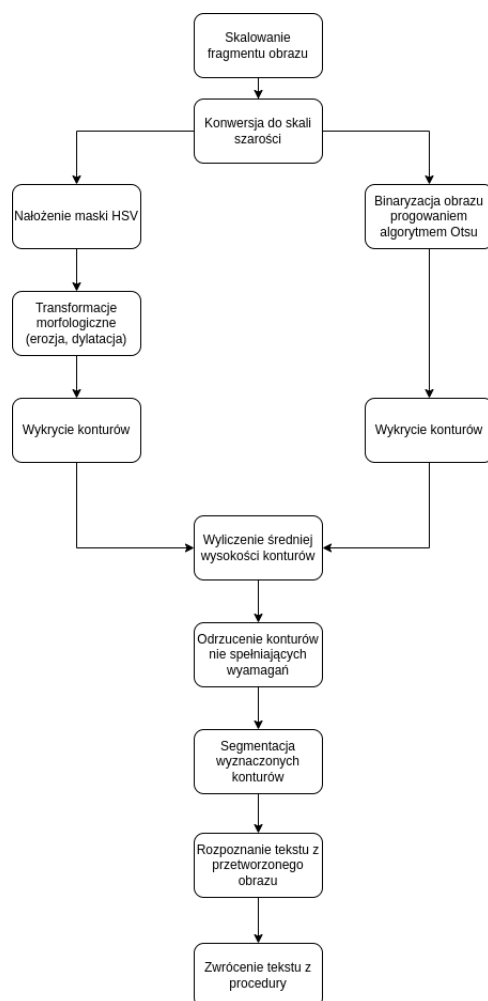 Skalowanie
fragmentu obrazu
Konwersja do skali
szarości
Nałożenie maski HSV
Binaryzacja obrazu
progowaniem
algorytmem Otsu
Transformacje
morfologiczne
(erozja, dylatacja)
Wykrycie konturów
Wykrycie konturów
Wyliczenie średniej
wysokości konturów
Odrzucenie konturów
nie spełniających
wyamagań
Segmentacja
wyznaczonych
konturów
Rozpoznanie tekstu z
przetworzonego
obrazu
Zwrócenie tekstu z
procedury